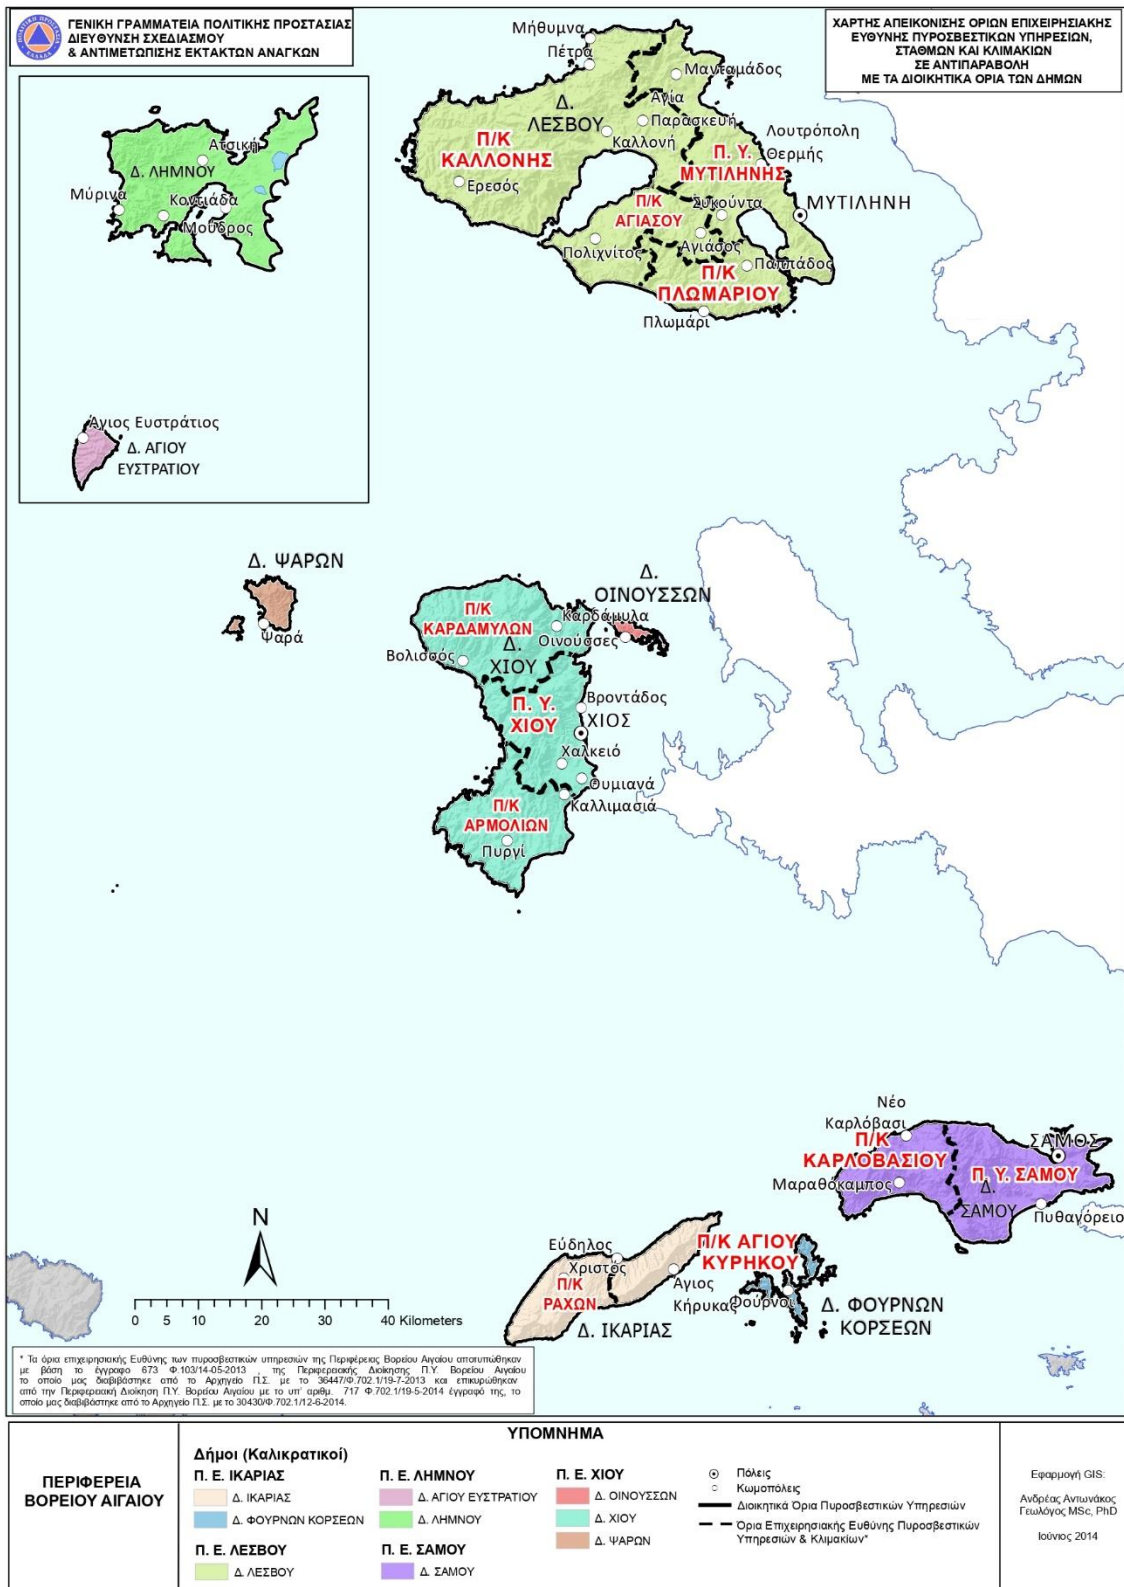 ΓΕΝΙΚΗ ΓΡΑΜΜΑΤΕΙΑ ΠΟΛΙΤΙΚΗΣ ΠΡΟΣΤΑΣΙΑΣ
ΔΙΕΥΘΥΝΣΗ ΣΧΕΔΙΑΣΜΟΥ
& ΑΝΤΙΜΕΤΩΠΙΣΗΣ ΕΚΤΑΚΤΩΝ ΑΝΑΓΚΩΝ
ΧΑΡΤΗΣ ΑΠΕΙΚΟΝΙΣΗΣ ΟΡΙΩΝ ΕΠΙΧΕΙΡΗΣΙΑΚΗΣ
ΕΥΘΥΝΗΣ ΠΥΡΟΣΒΕΣΤΙΚΩΝ ΥΠΗΡΕΣΙΩΝ,
ΣΤΑΘΜΩΝ ΚΑΙ ΚΛΙΜΑΚΙΩΝ
ΣΕ ΑΝΤΙΠΑΡΑΒΟΛΗ
ΜΕ ΤΑ ΔΙΟΙΚΗΤΙΚΑ ΟΡΙΑ ΤΩΝ ΔΗΜΩΝ
Μήθυμνα
Πέτρα
Μανταμάδος
Αγία
Παρασκευή
Δ.
ΛΕΣΒΟΥ
Καλλονή
Π/Κ
ΚΑΛΛΟΝΗΣ
Ερεσός
Λουτρόπολη
Θερμής
Π. Υ.
ΜΥΤΙΛΗΝΗΣ
ΜΥΤΙΛΗΝΗ
Π/Κ
ΑΓΙΑΣΟΥ
Συκούντα
Αγιάσος
Πολιχνίτος
Παππάδος
Π/Κ
ΠΛΩΜΑΡΙΟΥ
Πλωμάρι
Ατσική
Δ. ΛΗΜΝΟΥ
Μύρινα
Κοντιάδα
Μούδρος
Άγιος Ευστράτιος
Δ. ΑΓΙΟΥ
ΕΥΣΤΡΑΤΙΟΥ
Δ. ΨΑΡΩΝ
Ψαρά
Δ.
ΟΙΝΟΥΣΣΩΝ
Π/Κ
ΚΑΡΔΑΜΥΛΩΝ
Καρδάμυλα
Οινούσσες
Δ.
ΧΙΟΥ
Βολισσός
Π. Υ.
ΧΙΟΥ
Βροντάδος
ΧΙΟΣ
Χαλκειό
Θυμιανά
Καλλιμασιά
Π/Κ
ΑΡΜΟΛΙΩΝ
Πυργί
Νέο
Καρλόβασι
Π/Κ
ΚΑΡΛΟΒΑΣΙΟΥ
Μαραθόκαμπος
ΣΑΜΟΣ
Π. Υ. ΣΑΜΟΥ
Δ.
ΣΑΜΟΥ
Πυθαγόρειο
Εύδηλος
Χριστός
Π/Κ
ΡΑΧΩΝ
Άγιος
Κήρυκας
Π/Κ ΑΓΙΟΥ
ΚΥΡΗΚΟΥ
Φούρνοι
Δ. ΙΚΑΡΙΑΣ
Δ. ΦΟΥΡΝΩΝ
ΚΟΡΣΕΩΝ
N
0 5 10 20 30 40 Kilometers
* Τα όρια επιχειρησιακής Ευθύνης των πυροσβεστικών υπηρεσιών της Περιφέρειας Βορείου Αιγαίου αποτυπώθηκαν
με βάση το έγγραφο 673 Φ.103/14-05-2013 της Περιφερειακής Διοίκησης Π.Υ. Βορείου Αιγαίου
το οποίο μας διαβιβάστηκε από το Αρχηγείο Π.Σ. με το 36447/Φ.702.1/19-7-2013 και επικυρώθηκαν
από την Περιφερειακή Διοίκηση Π.Υ. Βορείου Αιγαίου με το υπ' αριθμ. 717 Φ.702.1/19-5-2014 έγγραφό της, το
οποίο μας διαβιβάστηκε από το Αρχηγείο Π.Σ. με το 30430/Φ.702.1/12-6-2014.
ΠΕΡΙΦΕΡΕΙΑ
ΒΟΡΕΙΟΥ ΑΙΓΑΙΟΥ
ΥΠΟΜΝΗΜΑ
Δήμοι (Καλικρατικοί)
Π. Ε. ΙΚΑΡΙΑΣ
Δ. ΙΚΑΡΙΑΣ
Δ. ΦΟΥΡΝΩΝ ΚΟΡΣΕΩΝ
Π. Ε. ΛΕΣΒΟΥ
Δ. ΛΕΣΒΟΥ
Π. Ε. ΛΗΜΝΟΥ
Δ. ΑΓΙΟΥ ΕΥΣΤΡΑΤΙΟΥ
Δ. ΛΗΜΝΟΥ
Π. Ε. ΣΑΜΟΥ
Δ. ΣΑΜΟΥ
Π. Ε. ΧΙΟΥ
Δ. ΟΙΝΟΥΣΣΩΝ
Δ. ΧΙΟΥ
Δ. ΨΑΡΩΝ
Πόλεις
Κωμοπόλεις
Διοικητικά Όρια Πυροσβεστικών Υπηρεσιών
Όρια Επιχειρησιακής Ευθύνης Πυροσβεστικών
Υπηρεσιών & Κλιμακίων*
Εφαρμογή GIS:
Ανδρέας Αντωνάκος
Γεωλόγος MSc, PhD
Ιούνιος 2014